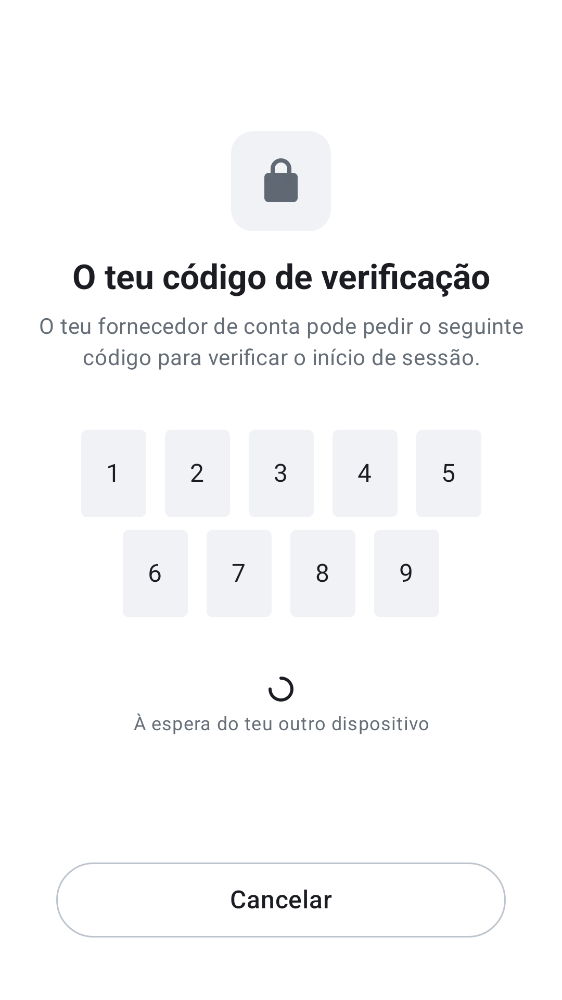 O teu código de verificação
O teu fornecedor de conta pode pedir o seguinte
código para verificar o início de sessão.
1 2 3 4 5
6 7 8 9
À espera do teu outro dispositivo
Cancelar